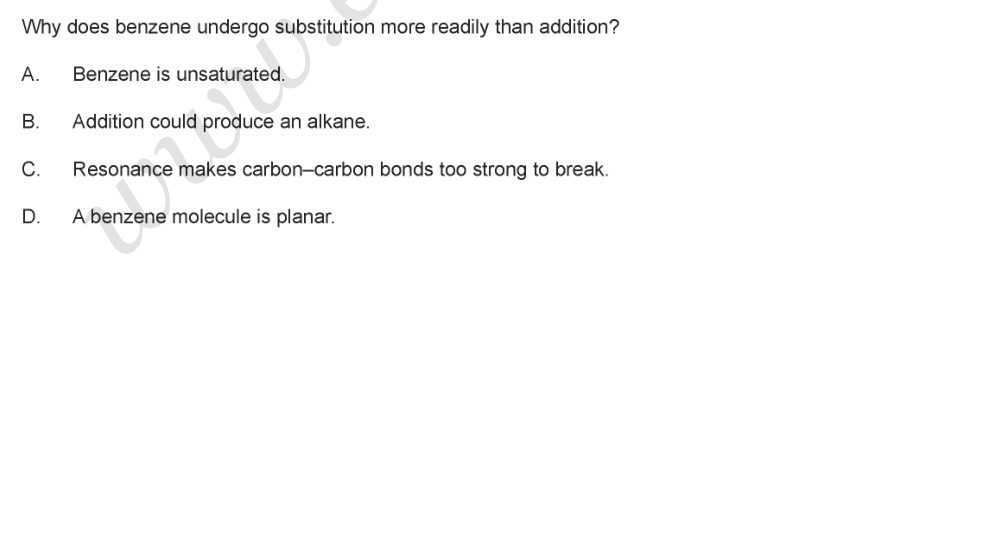 Why does benzene undergo substitution more readily than addition?
A. Benzene is unsaturated.
B. Addition could produce an alkane.
C. Resonance makes carbon–carbon bonds too strong to break.
D. A benzene molecule is planar.
www.